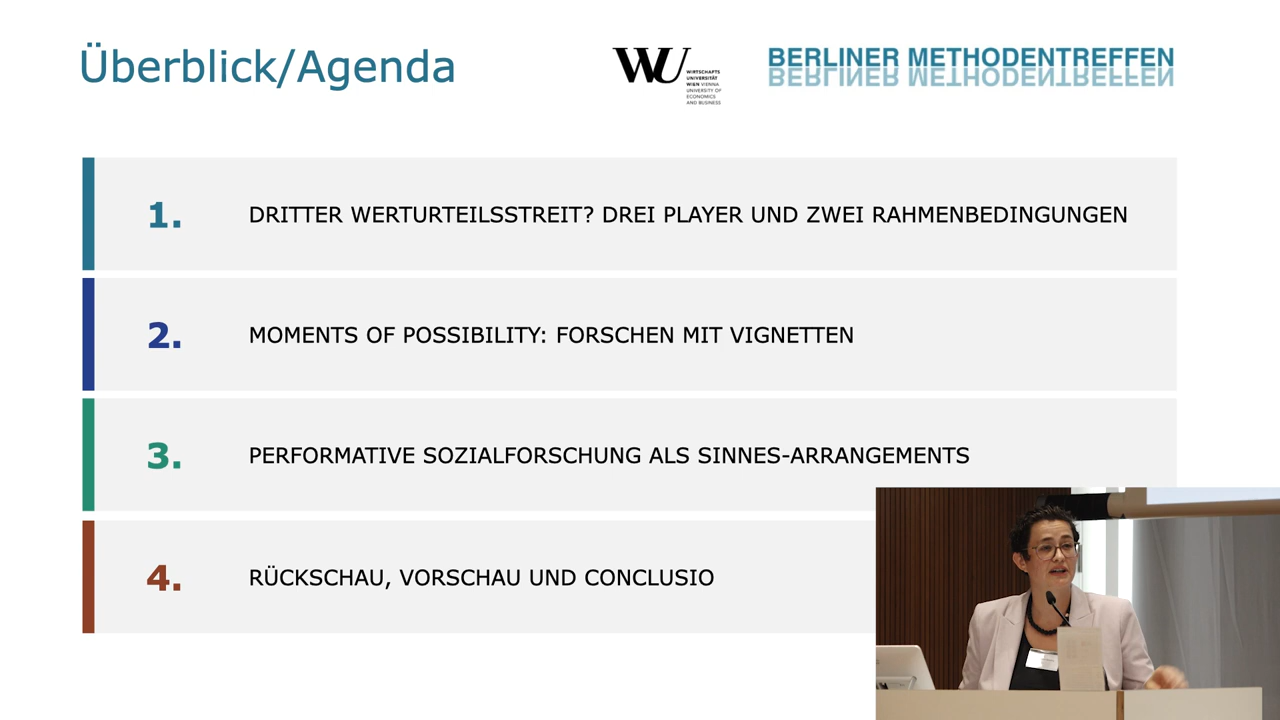 Überblick/Agenda
WU
WIRTSCHAFTS
UNIVERSITÄT
WIEN VIENNA
UNIVERSITY OF
ECONOMICS
AND BUSINESS
BERLINER METHODENTREFFEN
BERLINER METHODENTREFFEN
1. DRITTER WERTURTEILSSTREIT? DREI PLAYER UND ZWEI RAHMENBEDINGUNGEN
2. MOMENTS OF POSSIBILITY: FORSCHEN MIT VIGNETTEN
3. PERFORMATIVE SOZIALFORSCHUNG ALS SINNES-ARRANGEMENTS
4. RÜCKSCHAU, VORSCHAU UND CONCLUSIO